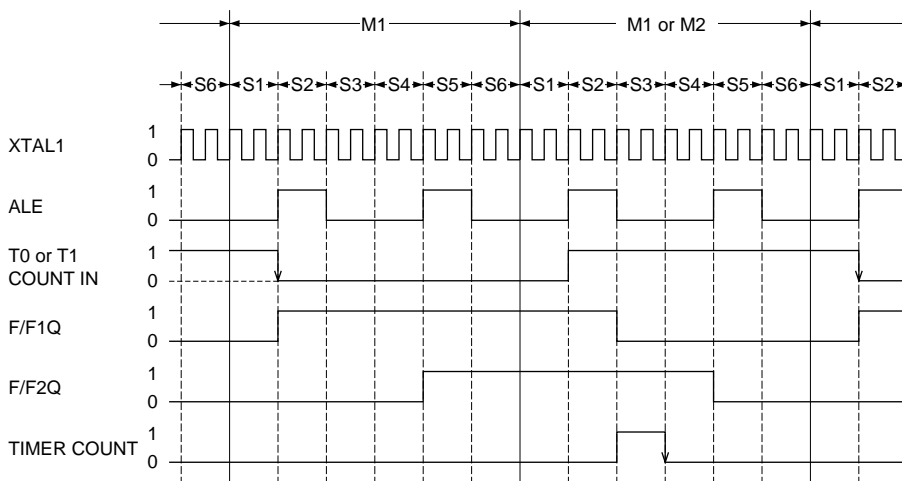 M1 M1 or M2
S6 S1 S2 S3 S4 S5 S6 S1 S2 S3 S4 S5 S6 S1 S2
1
XTAL1
0
1
ALE
0
T0 or T1 1
COUNT IN 0
1
F/F1Q
0
1
F/F2Q
0
1
TIMER COUNT
0